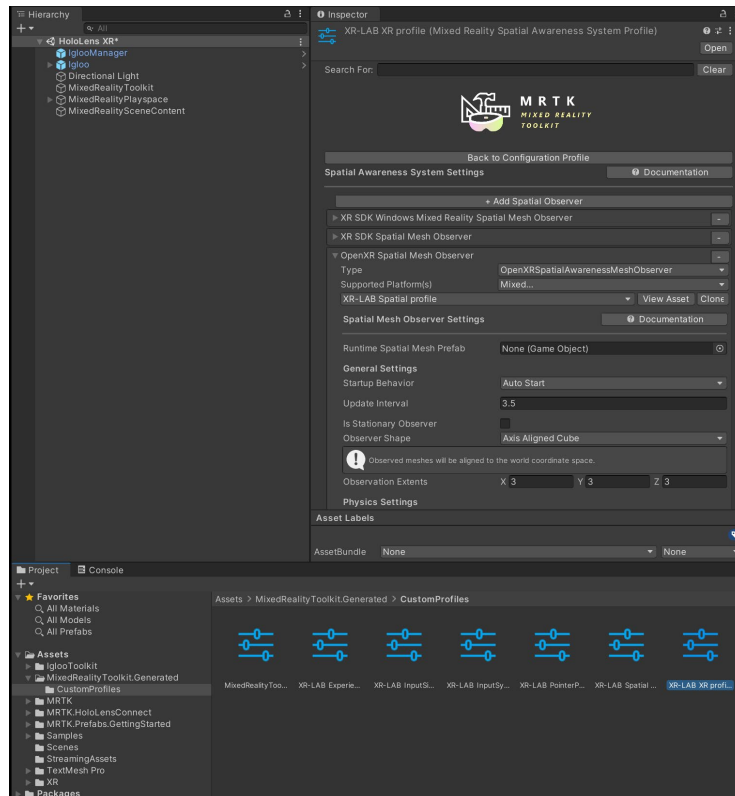 Hierarchy
All
HoloLens XR*
IglooManager
Igloo
Directional Light
MixedRealityToolkit
MixedRealityPlayspace
MixedRealitySceneContent
Inspector
XR-LAB XR profile (Mixed Reality Spatial Awareness System Profile)
Open
Search For:
Clear
MRTK
MIXED REALITY
TOOLKIT
Back to Configuration Profile
Spatial Awareness System Settings
Documentation
+ Add Spatial Observer
XR SDK Windows Mixed Reality Spatial Mesh Observer
-
XR SDK Spatial Mesh Observer
-
OpenXR Spatial Mesh Observer
-
Type OpenXRSpatialAwarenessMeshObserver
Supported Platform(s) Mixed...
XR-LAB Spatial profile View Asset Clone
Spatial Mesh Observer Settings Documentation
Runtime Spatial Mesh Prefab None (Game Object)
General Settings
Startup Behavior Auto Start
Update Interval 3.5
Is Stationary Observer
Observer Shape Axis Aligned Cube
Observed meshes will be aligned to the world coordinate space.
Observation Extents X 3 Y 3 Z 3
Physics Settings
Asset Labels
AssetBundle None None
Project Console
Favorites
All Materials
All Models
All Prefabs
Assets
IglooToolkit
MixedRealityToolkit.Generated
CustomProfiles
MRTK
MRTK.HoloLensConnect
MRTK.Prefabs.GettingStarted
Samples
Scenes
StreamingAssets
TextMesh Pro
XR
Packages
Assets > MixedRealityToolkit.Generated > CustomProfiles
MixedRealityToo...
XR-LAB Experie...
XR-LAB InputSi...
XR-LAB InputSy...
XR-LAB PointerP...
XR-LAB Spatial ...
XR-LAB XR profi...